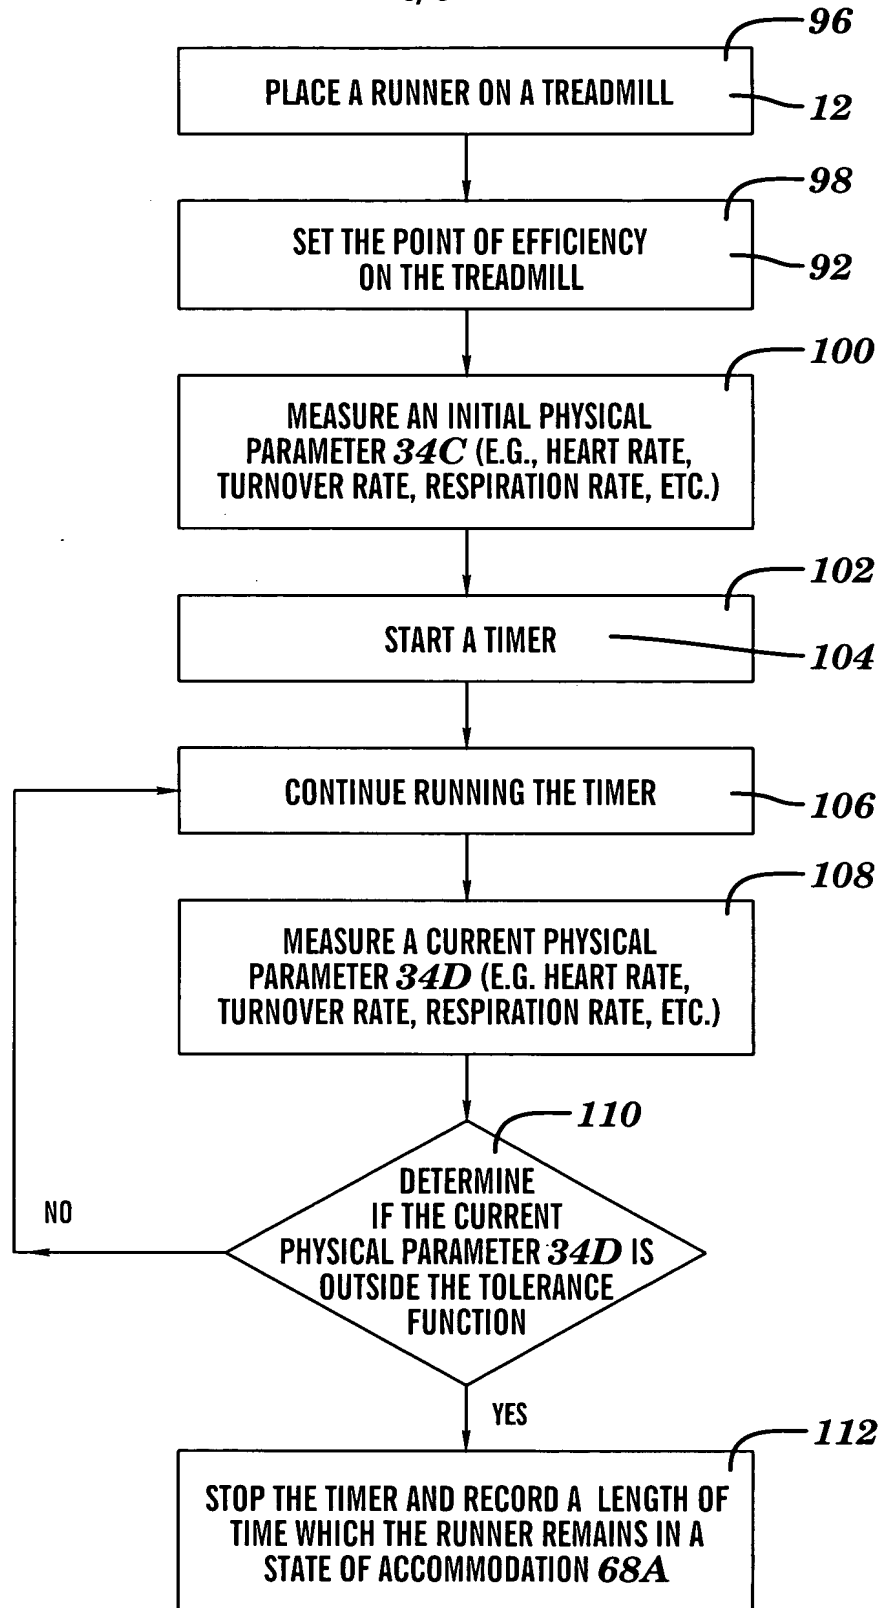 96
PLACE A RUNNER ON A TREADMILL
12
98
SET THE POINT OF EFFICIENCY
ON THE TREADMILL
92
100
MEASURE AN INITIAL PHYSICAL
PARAMETER 34C (E.G., HEART RATE,
TURNOVER RATE, RESPIRATION RATE, ETC.)
102
START A TIMER
104
CONTINUE RUNNING THE TIMER
106
108
MEASURE A CURRENT PHYSICAL
PARAMETER 34D (E.G. HEART RATE,
TURNOVER RATE, RESPIRATION RATE, ETC.)
110
DETERMINE
IF THE CURRENT
PHYSICAL PARAMETER 34D IS
OUTSIDE THE TOLERANCE
FUNCTION
NO
YES
112
STOP THE TIMER AND RECORD A LENGTH OF
TIME WHICH THE RUNNER REMAINS IN A
STATE OF ACCOMMODATION 68A